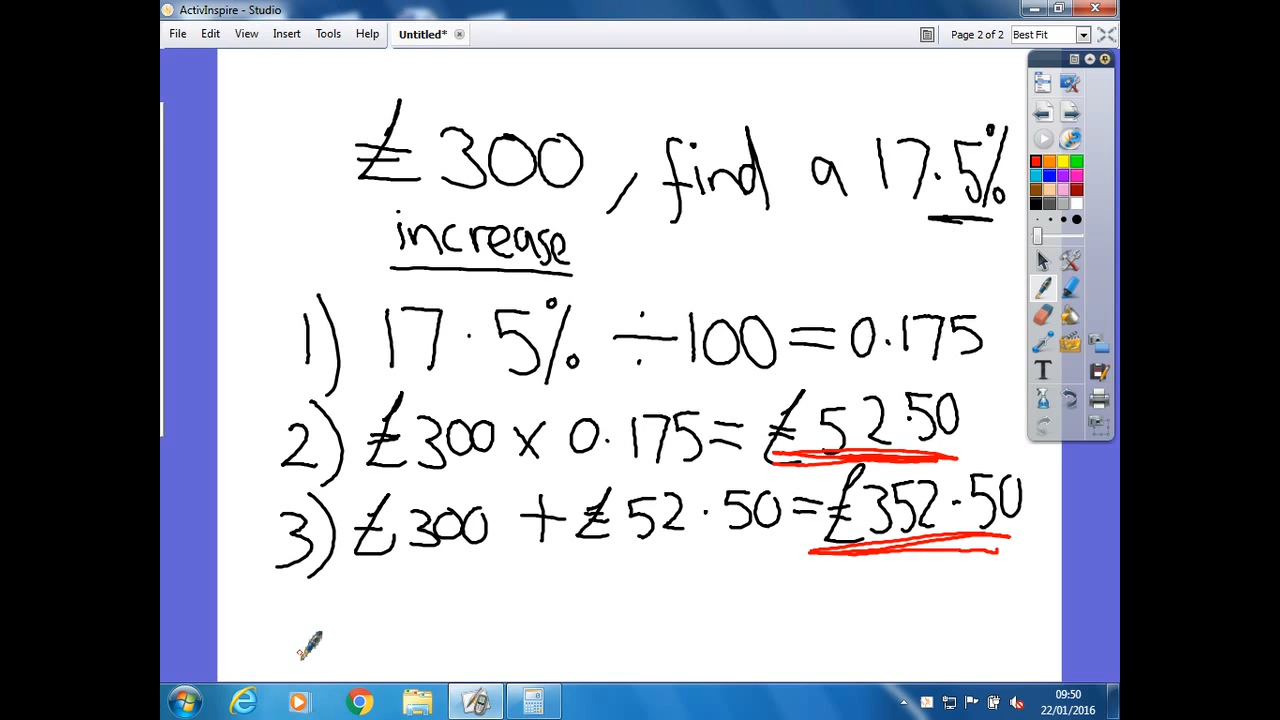 ActivInspire - Studio
File Edit View Insert Tools Help Untitled* Page 2 of 2 Best Fit
£300, find a 17.5%
increase
1) 17.5% ÷ 100 = 0.175
2) £300 x 0.175 = £52.50
3) £300 + £52.50 = £352.50
T
09:50
22/01/2016